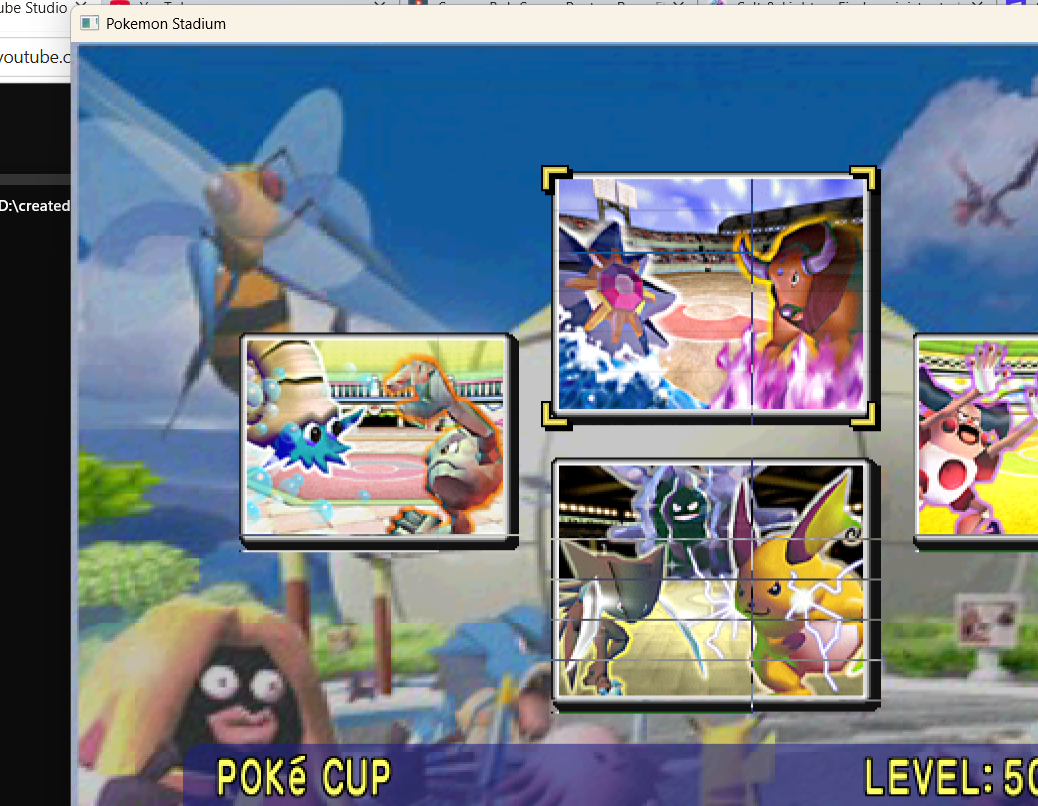 ube Studio
Pokemon Stadium
youtube.c
D:\created
POKé CUP
LEVEL: 50